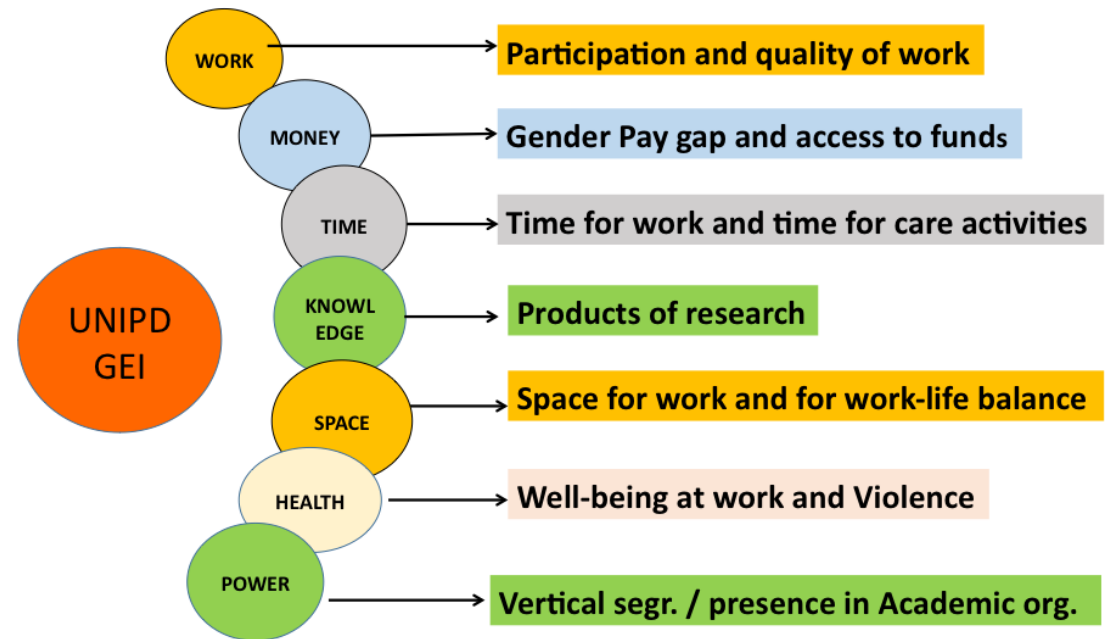 WORK
Participation and quality of work
MONEY
Gender Pay gap and access to funds
TIME
Time for work and time for care activities
UNIPD
GEI
KNOWL
EDGE
Products of research
SPACE
Space for work and for work-life balance
HEALTH
Well-being at work and Violence
POWER
Vertical segr. / presence in Academic org.